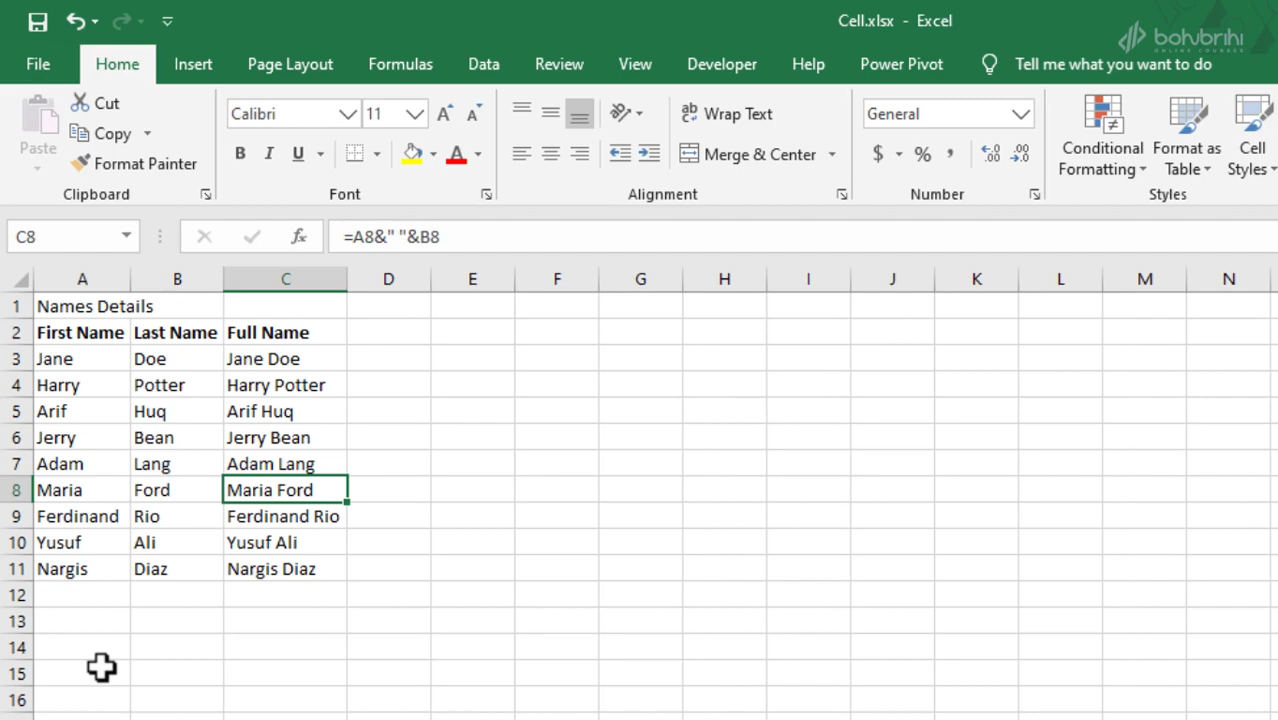 Cell.xlsx - Excel
bohubrihi
ONLINE COURSES
File Home Insert Page Layout Formulas Data Review View Developer Help Power Pivot Tell me what you want to do
Paste
Cut
Copy
Format Painter
Clipboard
Calibri 11 A A
B I U A
Font
ab Wrap Text
Merge & Center
Alignment
General
$ % ,
Number
Conditional Formatting
Format as Table
Cell Styles
Styles
C8 fx =A8&" "&B8
A B C D E F G H I J K L M N
1 Names Details
2 First Name Last Name Full Name
3 Jane Doe Jane Doe
4 Harry Potter Harry Potter
5 Arif Huq Arif Huq
6 Jerry Bean Jerry Bean
7 Adam Lang Adam Lang
8 Maria Ford Maria Ford
9 Ferdinand Rio Ferdinand Rio
10 Yusuf Ali Yusuf Ali
11 Nargis Diaz Nargis Diaz
12
13
14
15
16